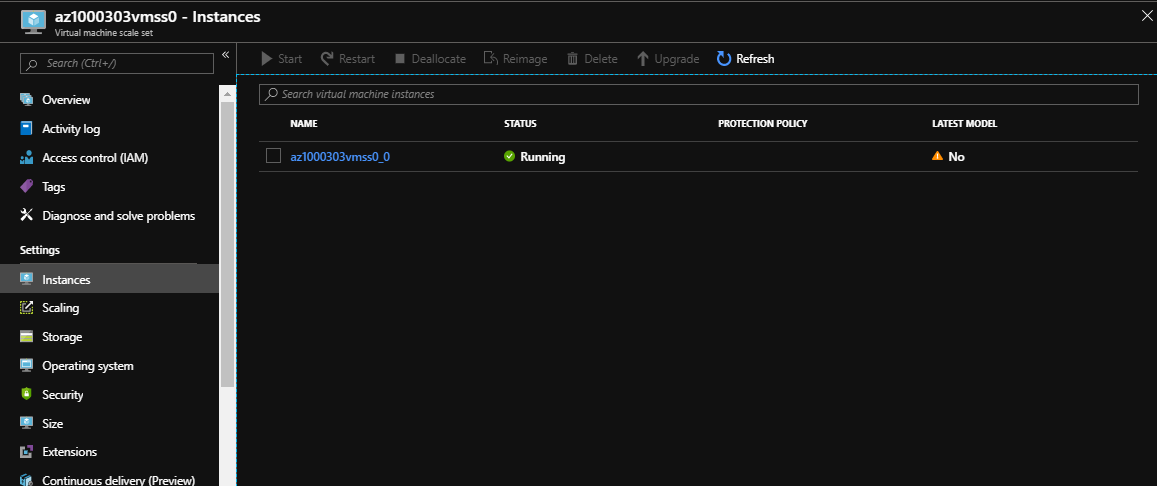 az1000303vmss0 - Instances
Virtual machine scale set
Search (Ctrl+/)
«
Start Restart Deallocate Reimage Delete Upgrade Refresh
Search virtual machine instances
NAME STATUS PROTECTION POLICY LATEST MODEL
az1000303vmss0_0 Running No
Overview
Activity log
Access control (IAM)
Tags
Diagnose and solve problems
Settings
Instances
Scaling
Storage
Operating system
Security
Size
Extensions
Continuous delivery (Preview)